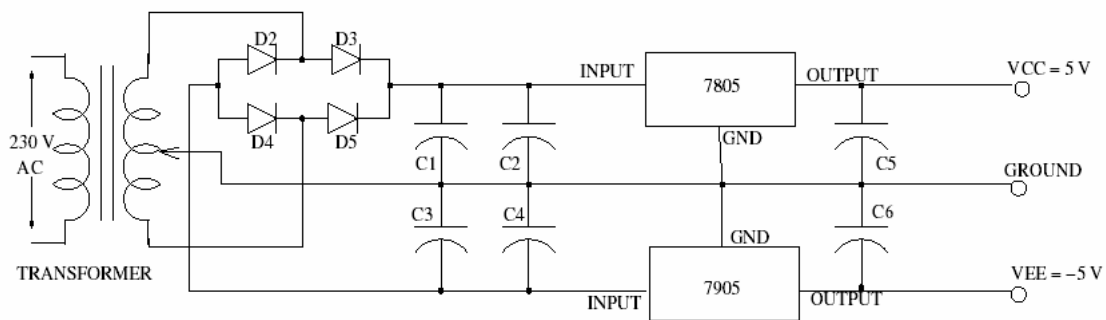 D2
D3
INPUT
7805
OUTPUT
VCC = 5 V
D4
D5
230 V
AC
GND
C1
C2
C5
GROUND
C3
C4
C6
GND
TRANSFORMER
INPUT
7905
OUTPUT
VEE = −5 V